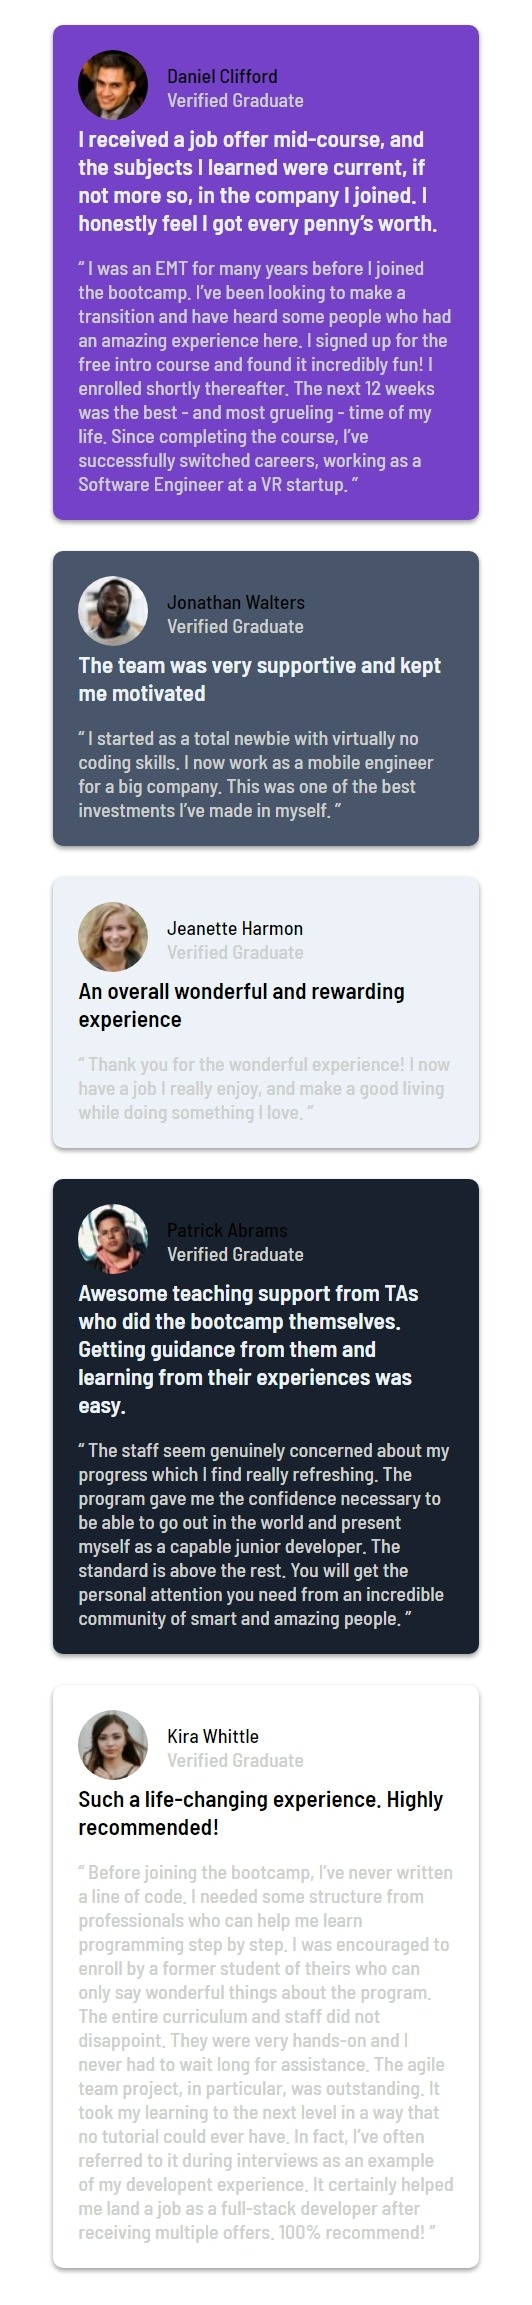 Daniel Clifford
Verified Graduate
I received a job offer mid-course, and
the subjects I learned were current, if
not more so, in the company I joined. I
honestly feel I got every penny’s worth.
“ I was an EMT for many years before I joined
the bootcamp. I’ve been looking to make a
transition and have heard some people who had
an amazing experience here. I signed up for the
free intro course and found it incredibly fun! I
enrolled shortly thereafter. The next 12 weeks
was the best - and most grueling - time of my
life. Since completing the course, I’ve
successfully switched careers, working as a
Software Engineer at a VR startup. ”
Jonathan Walters
Verified Graduate
The team was very supportive and kept
me motivated
“ I started as a total newbie with virtually no
coding skills. I now work as a mobile engineer
for a big company. This was one of the best
investments I’ve made in myself. ”
Jeanette Harmon
Verified Graduate
An overall wonderful and rewarding
experience
“ Thank you for the wonderful experience! I now
have a job I really enjoy, and make a good living
while doing something I love. ”
Patrick Abrams
Verified Graduate
Awesome teaching support from TAs
who did the bootcamp themselves.
Getting guidance from them and
learning from their experiences was
easy.
“ The staff seem genuinely concerned about my
progress which I find really refreshing. The
program gave me the confidence necessary to
be able to go out in the world and present
myself as a capable junior developer. The
standard is above the rest. You will get the
personal attention you need from an incredible
community of smart and amazing people. ”
Kira Whittle
Verified Graduate
Such a life-changing experience. Highly
recommended!
“ Before joining the bootcamp, I’ve never written
a line of code. I needed some structure from
professionals who can help me learn
programming step by step. I was encouraged to
enroll by a former student of theirs who can
only say wonderful things about the program.
The entire curriculum and staff did not
disappoint. They were very hands-on and I
never had to wait long for assistance. The agile
team project, in particular, was outstanding. It
took my learning to the next level in a way that
no tutorial could ever have. In fact, I’ve often
referred to it during interviews as an example
of my developent experience. It certainly helped
me land a job as a full-stack developer after
receiving multiple offers. 100% recommend! ”